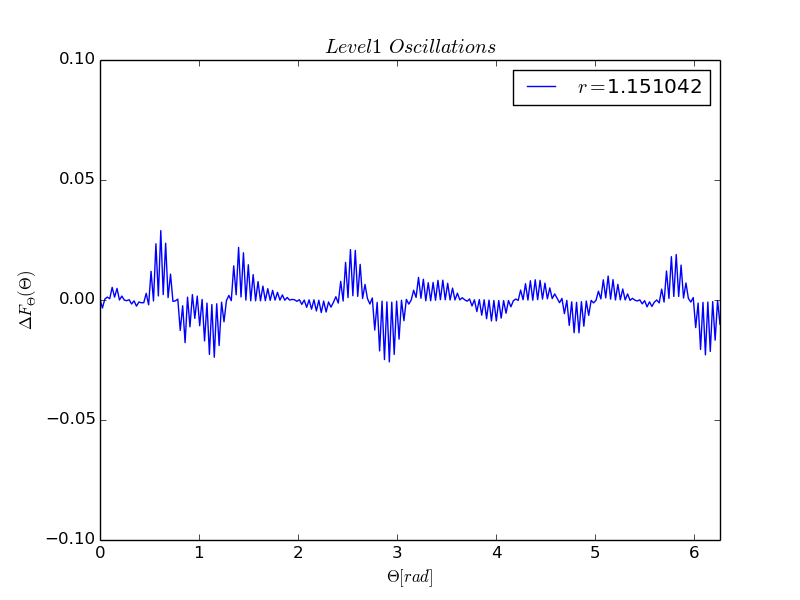 Level1 Oscillations
0.10
r=1.151042
0.05
ΔF_Θ(Θ)
0.00
−0.05
−0.10
0 1 2 3 4 5 6
Θ[rad]